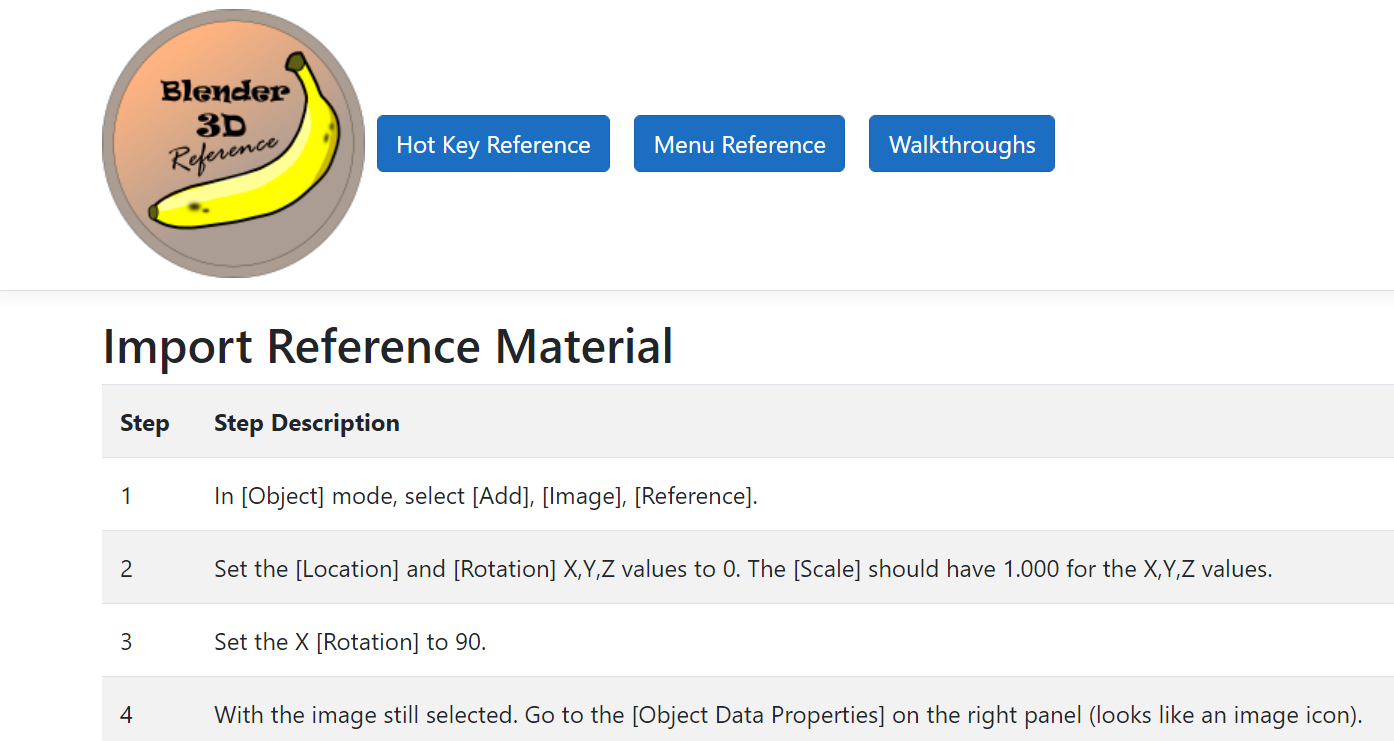 Blender
3D
Reference
Hot Key Reference
Menu Reference
Walkthroughs
Import Reference Material
Step Step Description
1 In [Object] mode, select [Add], [Image], [Reference].
2 Set the [Location] and [Rotation] X,Y,Z values to 0. The [Scale] should have 1.000 for the X,Y,Z values.
3 Set the X [Rotation] to 90.
4 With the image still selected. Go to the [Object Data Properties] on the right panel (looks like an image icon).